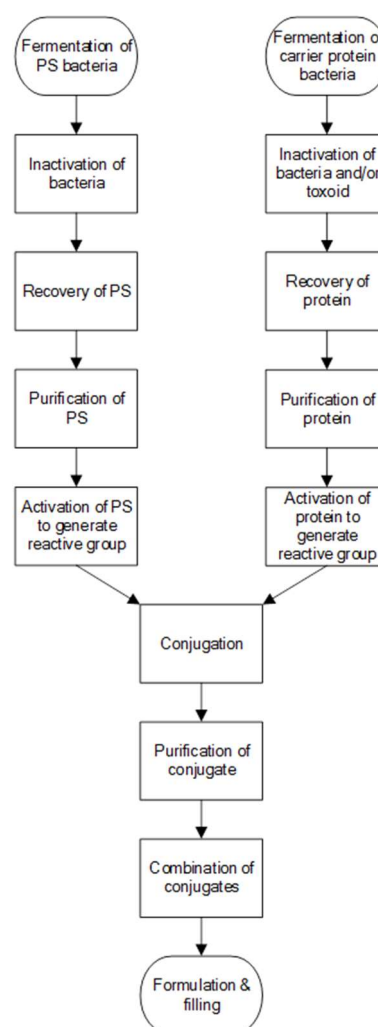 Fermentation of
PS bacteria
Fermentation o
carrier protein
bacteria
Inactivation of
bacteria
Inactivation of
bacteria and/or
toxoid
Recovery of PS
Recovery of
protein
Purification of
PS
Purification of
protein
Activation of PS
to generate
reactive group
Activation of
protein to
generate
reactive group
Conjugation
Purification of
conjugate
Combination of
conjugates
Formulation &
filling